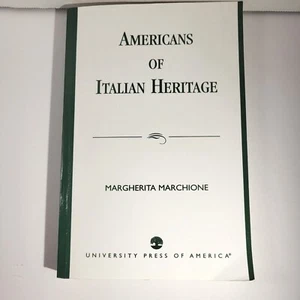 AMERICANS
OF
ITALIAN HERITAGE
MARGHERITA MARCHIONE
UNIVERSITY PRESS OF AMERICA®